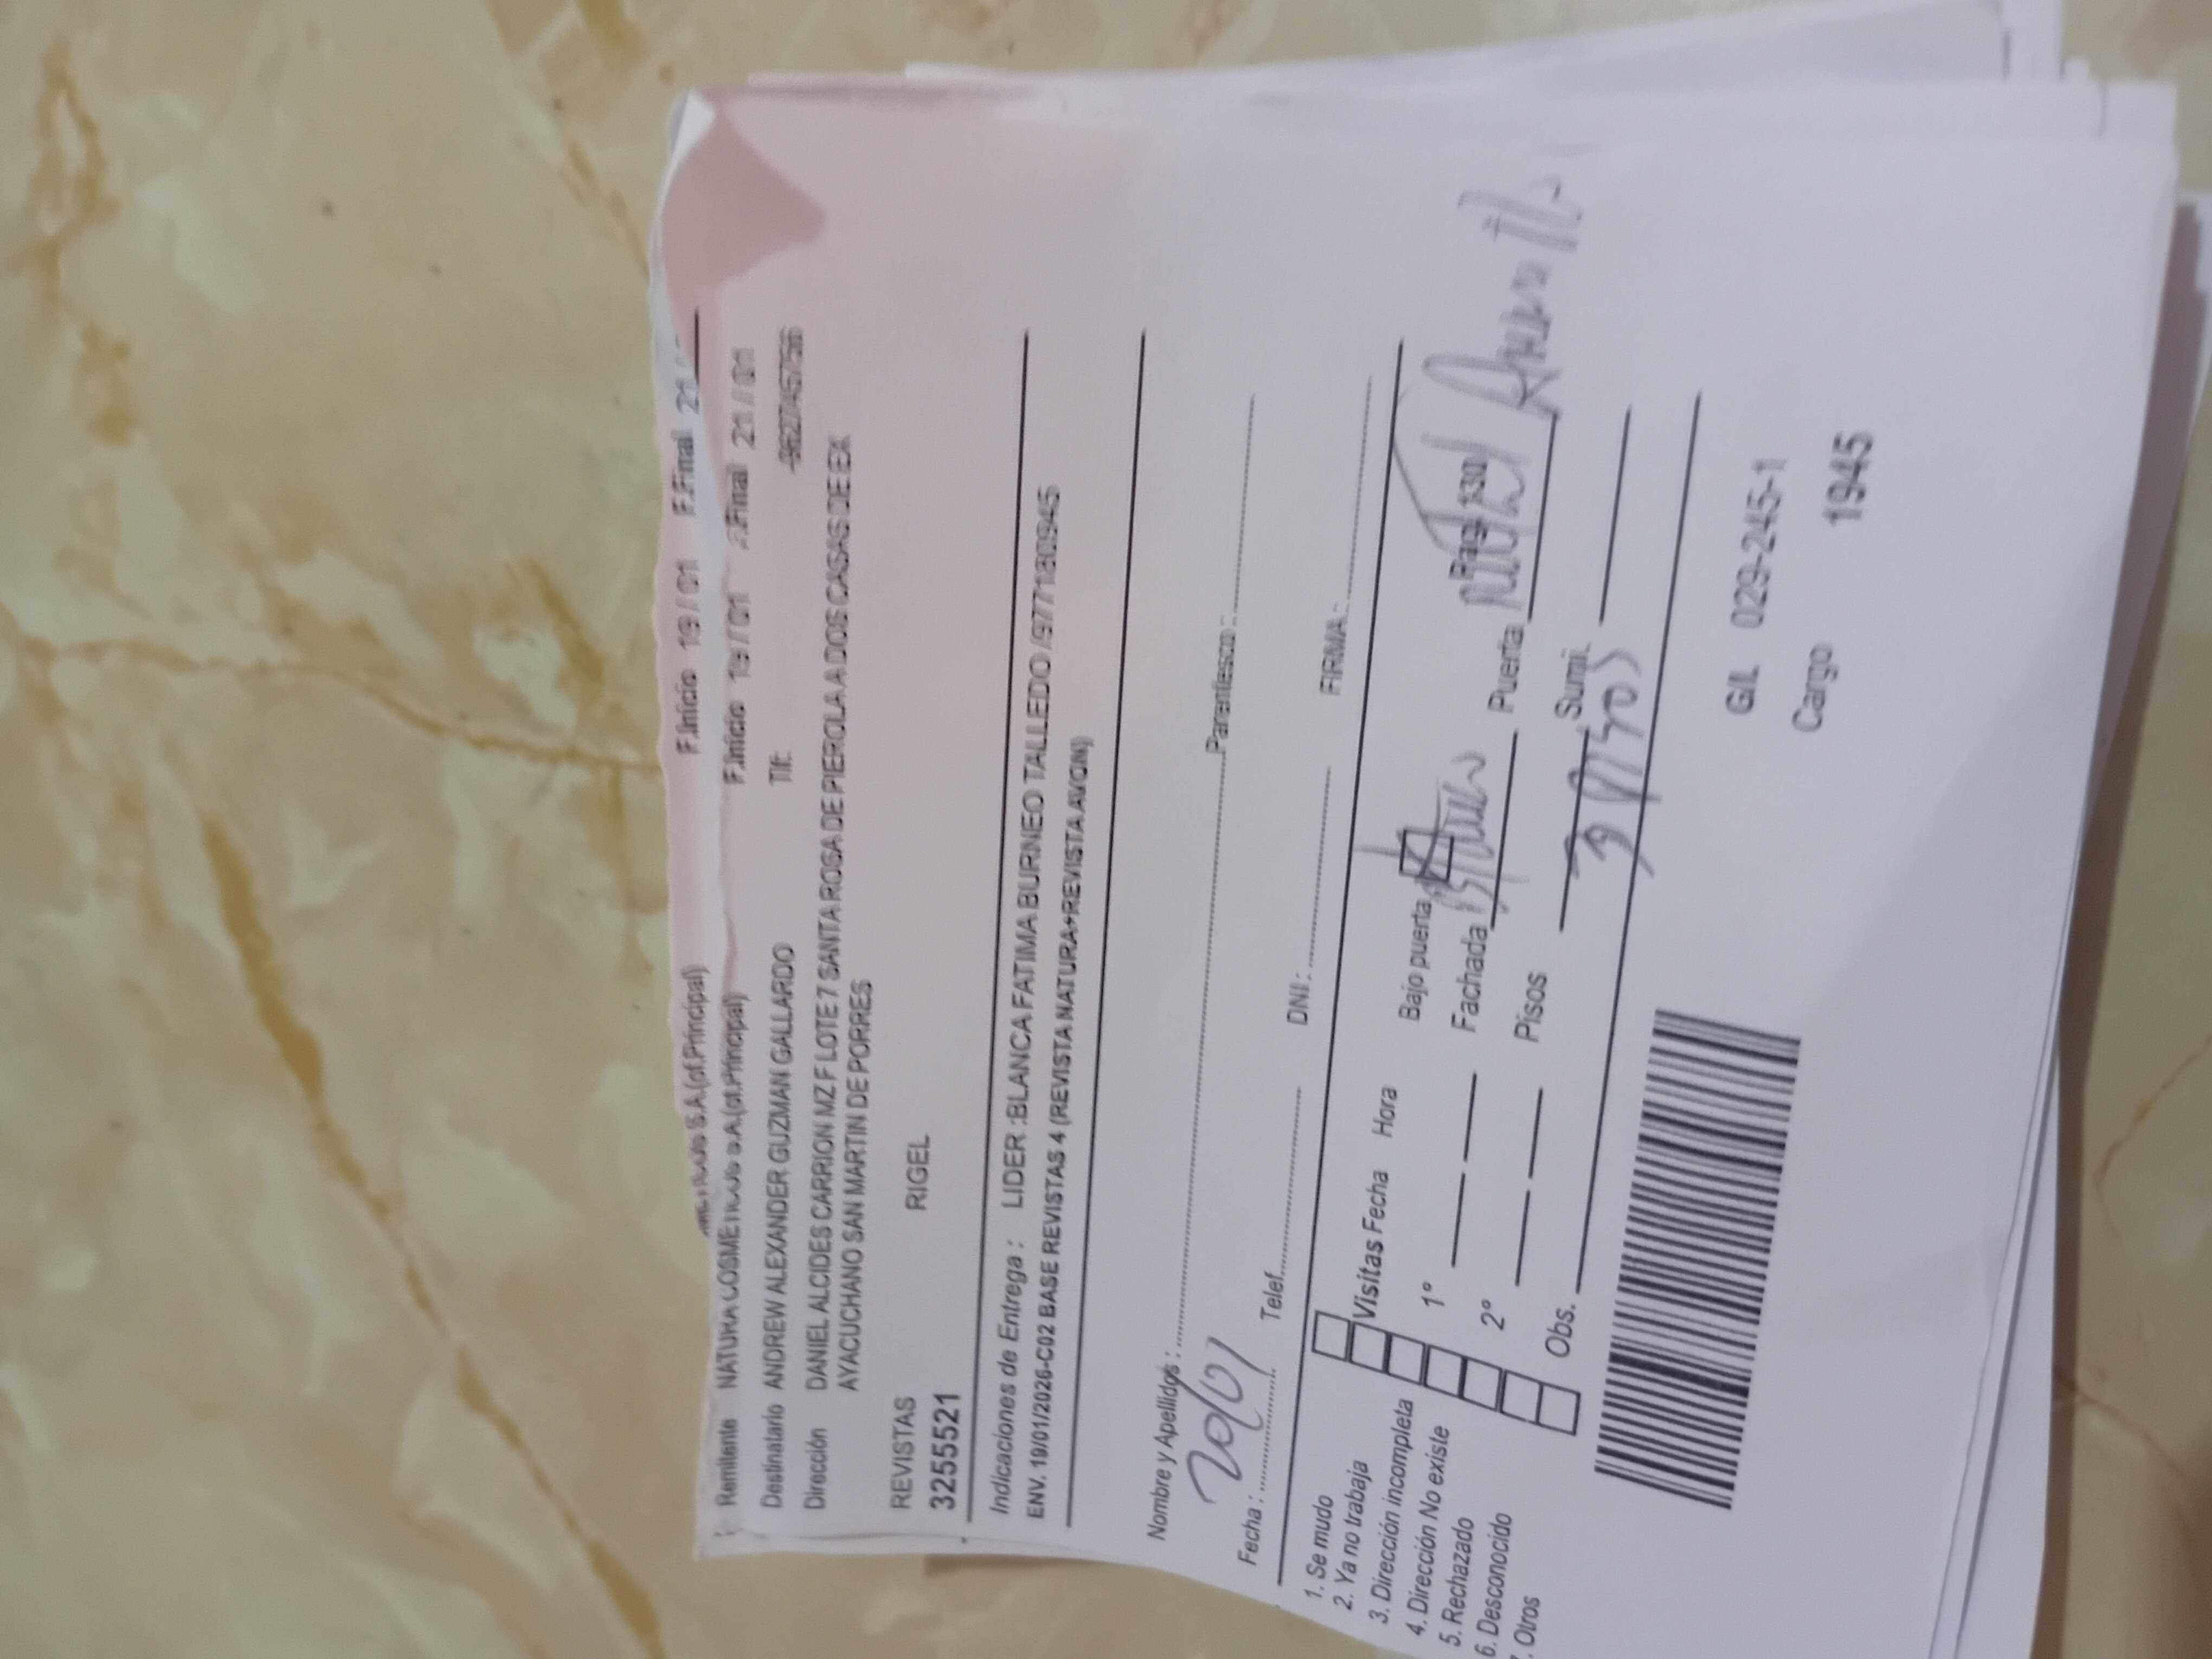 S.A.(of.Principal) F.Inicio 19/01 F.Final 21/
Remitente NATURA COSMETICOS S.A.(of.Principal) F.Inicio 19/01 F.Final 21/01
Destinatario ANDREW ALEXANDER GUZMAN GALLARDO Tlf:
Dirección DANIEL ALCIDES CARRION MZ F LOTE 7 SANTA ROSA DE PIEROLA A DOS CASAS DE EX
AYACUCHANO SAN MARTIN DE PORRES
REVISTAS RIGEL
3255521
Indicaciones de Entrega : LIDER :BLANCA FATIMA BURNEO TALLEDO /977180945
ENV. 19/01/2026-C02 BASE REVISTAS 4 (REVISTA NATURA+REVISTA AVON)
Nombre y Apellidos : Parentesco :
Fecha : 20/01 Telef. DNI : FIRMA :
1. Se mudo
2. Ya no trabaja
3. Dirección incompleta
4. Dirección No existe
5. Rechazado
6. Desconocido
. Otros
Visitas Fecha Hora Bajo puerta
1° Fachada Puerta
2° Pisos 3 pisos Sumi.
Obs.
GIL 029-245-1
Cargo 1945